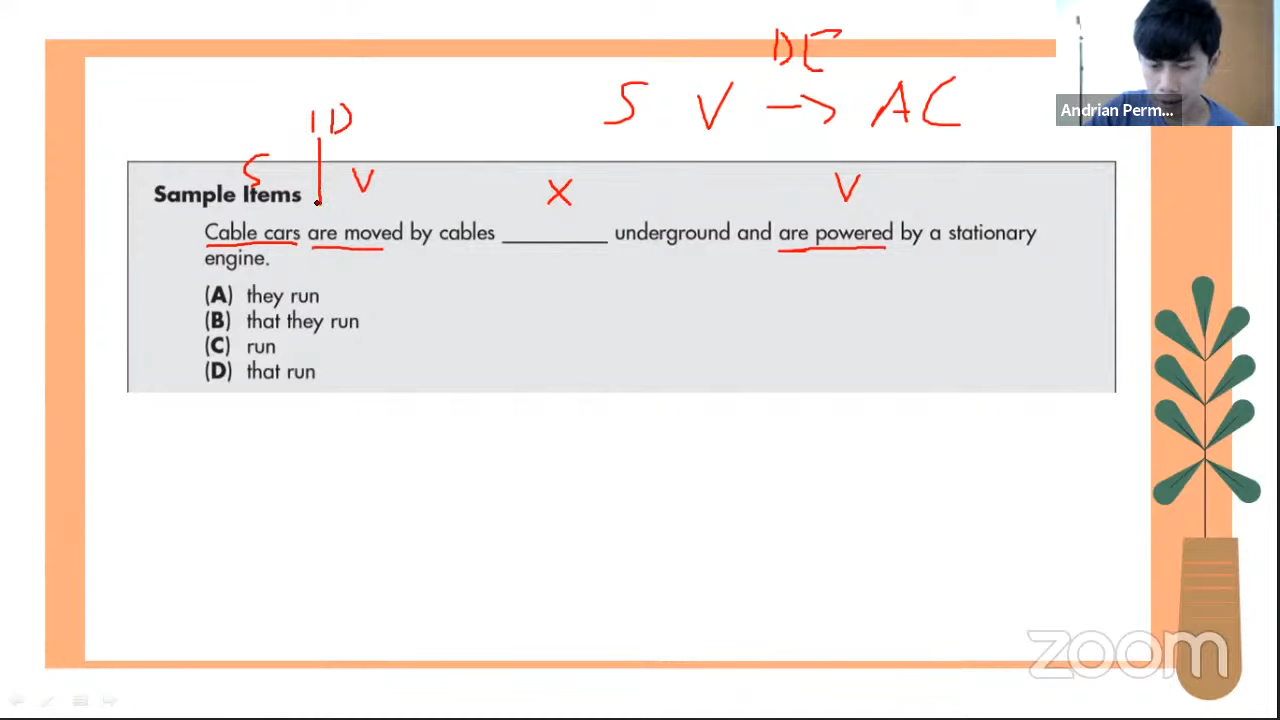 DC
S V → AC
Andrian Perm...
ID
S V X V
Sample Items
Cable cars are moved by cables ________ underground and are powered by a stationary
engine.
(A) they run
(B) that they run
(C) run
(D) that run
zoom